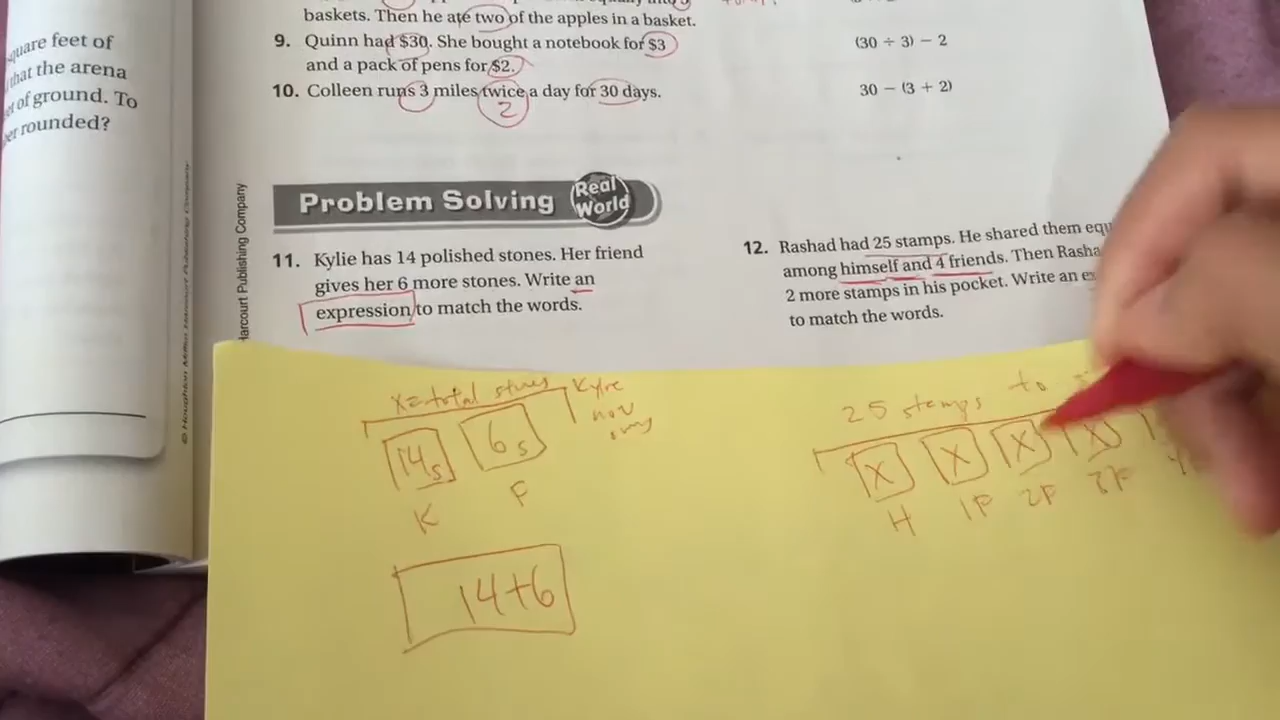 square feet of
that the arena
et of ground. To
er rounded?
baskets. Then he ate two of the apples in a basket.
9. Quinn had $30. She bought a notebook for $3
and a pack of pens for $2.
10. Colleen runs 3 miles twice a day for 30 days.
2
(30 ÷ 3) − 2
30 − (3 + 2)
Harcourt Publishing Company
Problem Solving Real World
11. Kylie has 14 polished stones. Her friend
gives her 6 more stones. Write an
expression to match the words.
12. Rashad had 25 stamps. He shared them equ
among himself and 4 friends. Then Rasha
2 more stamps in his pocket. Write an e
to match the words.
x=total stones Kylie
now
14s 6s
K F
14+6
25 stamps to
X X X X
H 1F 2F 3F